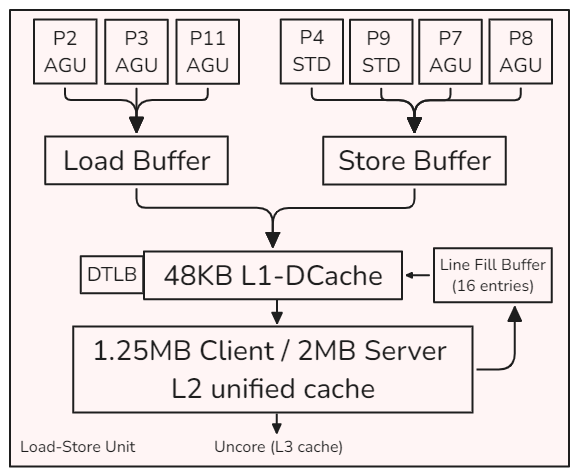 P2
AGU
P3
AGU
P11
AGU
P4
STD
P9
STD
P7
AGU
P8
AGU
Load Buffer
Store Buffer
DTLB
48KB L1-DCache
Line Fill Buffer
(16 entries)
1.25MB Client / 2MB Server
L2 unified cache
Load-Store Unit
Uncore (L3 cache)